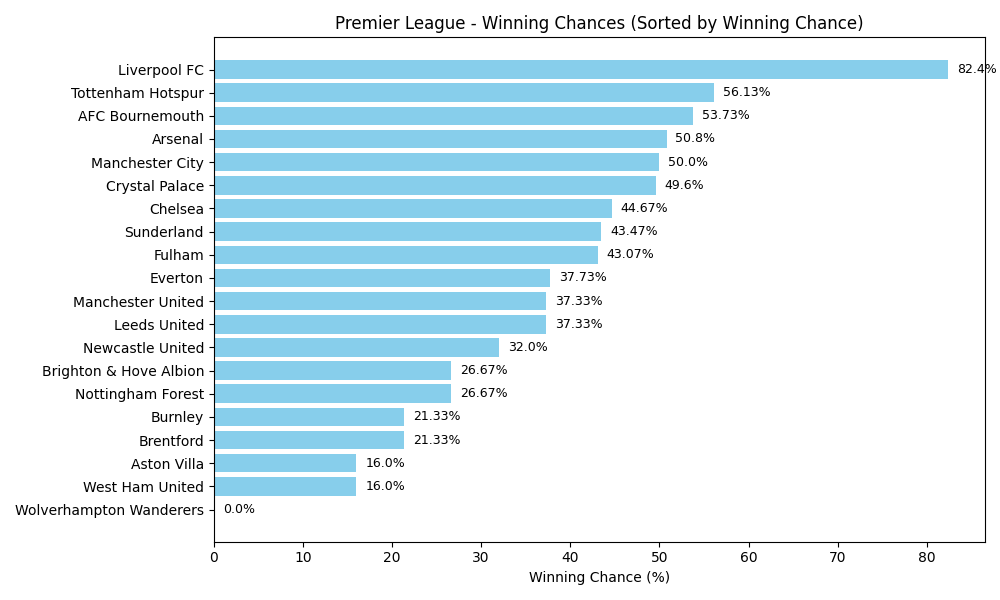 Premier League - Winning Chances (Sorted by Winning Chance)
Liverpool FC 82.4%
Tottenham Hotspur 56.13%
AFC Bournemouth 53.73%
Arsenal 50.8%
Manchester City 50.0%
Crystal Palace 49.6%
Chelsea 44.67%
Sunderland 43.47%
Fulham 43.07%
Everton 37.73%
Manchester United 37.33%
Leeds United 37.33%
Newcastle United 32.0%
Brighton & Hove Albion 26.67%
Nottingham Forest 26.67%
Burnley 21.33%
Brentford 21.33%
Aston Villa 16.0%
West Ham United 16.0%
Wolverhampton Wanderers 0.0%
0 10 20 30 40 50 60 70 80
Winning Chance (%)